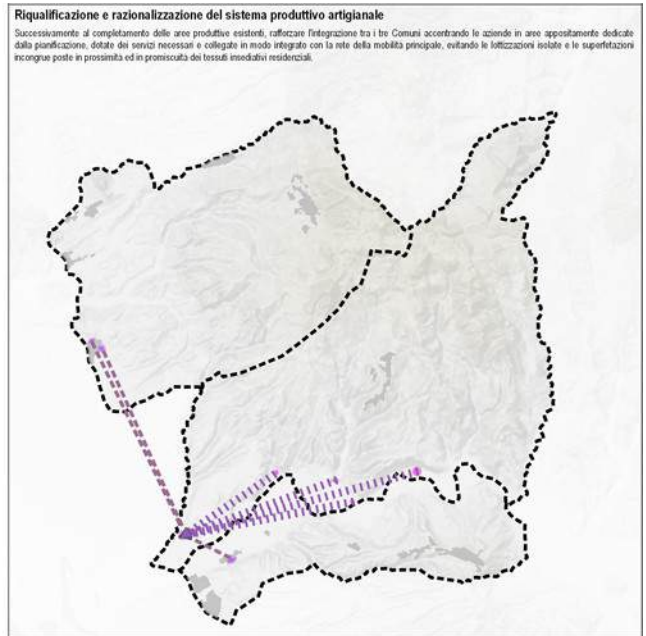 Riqualificazione e razionalizzazione del sistema produttivo artigianale
Successivamente al completamento delle aree produttive esistenti, rafforzare l'integrazione tra i tre Comuni accentrando le aziende in aree appositamente dedicate
dalla pianificazione, dotate dei servizi necessari e collegate in modo integrato con la rete della mobilità principale, evitando le lottizzazioni isolate e le superfetazioni
incongrue poste in prossimità ed in promiscuità dei tessuti insediativi residenziali.